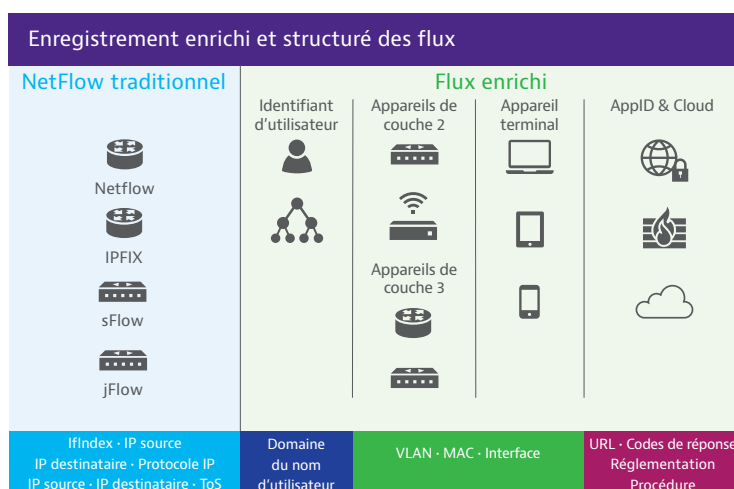 Enregistrement enrichi et structuré des flux
NetFlow traditionnel
Netflow
IPFIX
sFlow
jFlow
IfIndex · IP source
IP destinataire · Protocole IP
IP source · IP destinataire · ToS
Flux enrichi
Identifiant
d'utilisateur
Domaine
du nom
d'utilisateur
Appareils de
couche 2
Appareils de
couche 3
Appareil
terminal
VLAN · MAC · Interface
AppID & Cloud
URL · Codes de réponse
Réglementation
Procédure